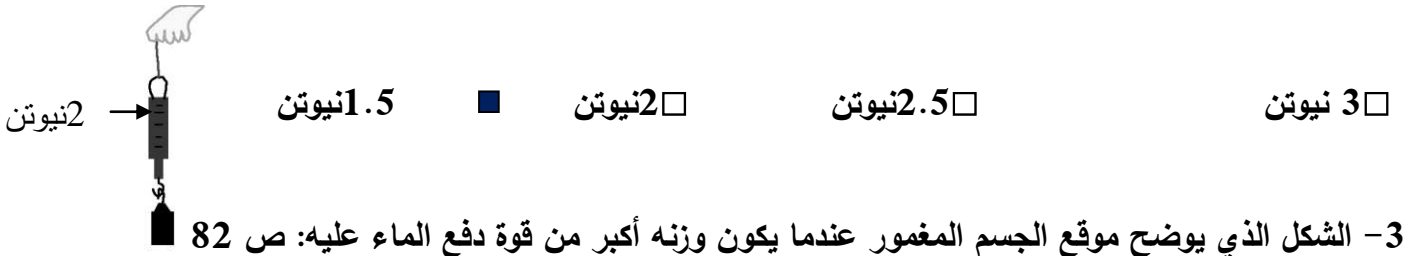 □3 نيوتن □2.5نيوتن □2نيوتن ■ 1.5نيوتن
2نيوتن
3- الشكل الذي يوضح موقع الجسم المغمور عندما يكون وزنه أكبر من قوة دفع الماء عليه: ص 82